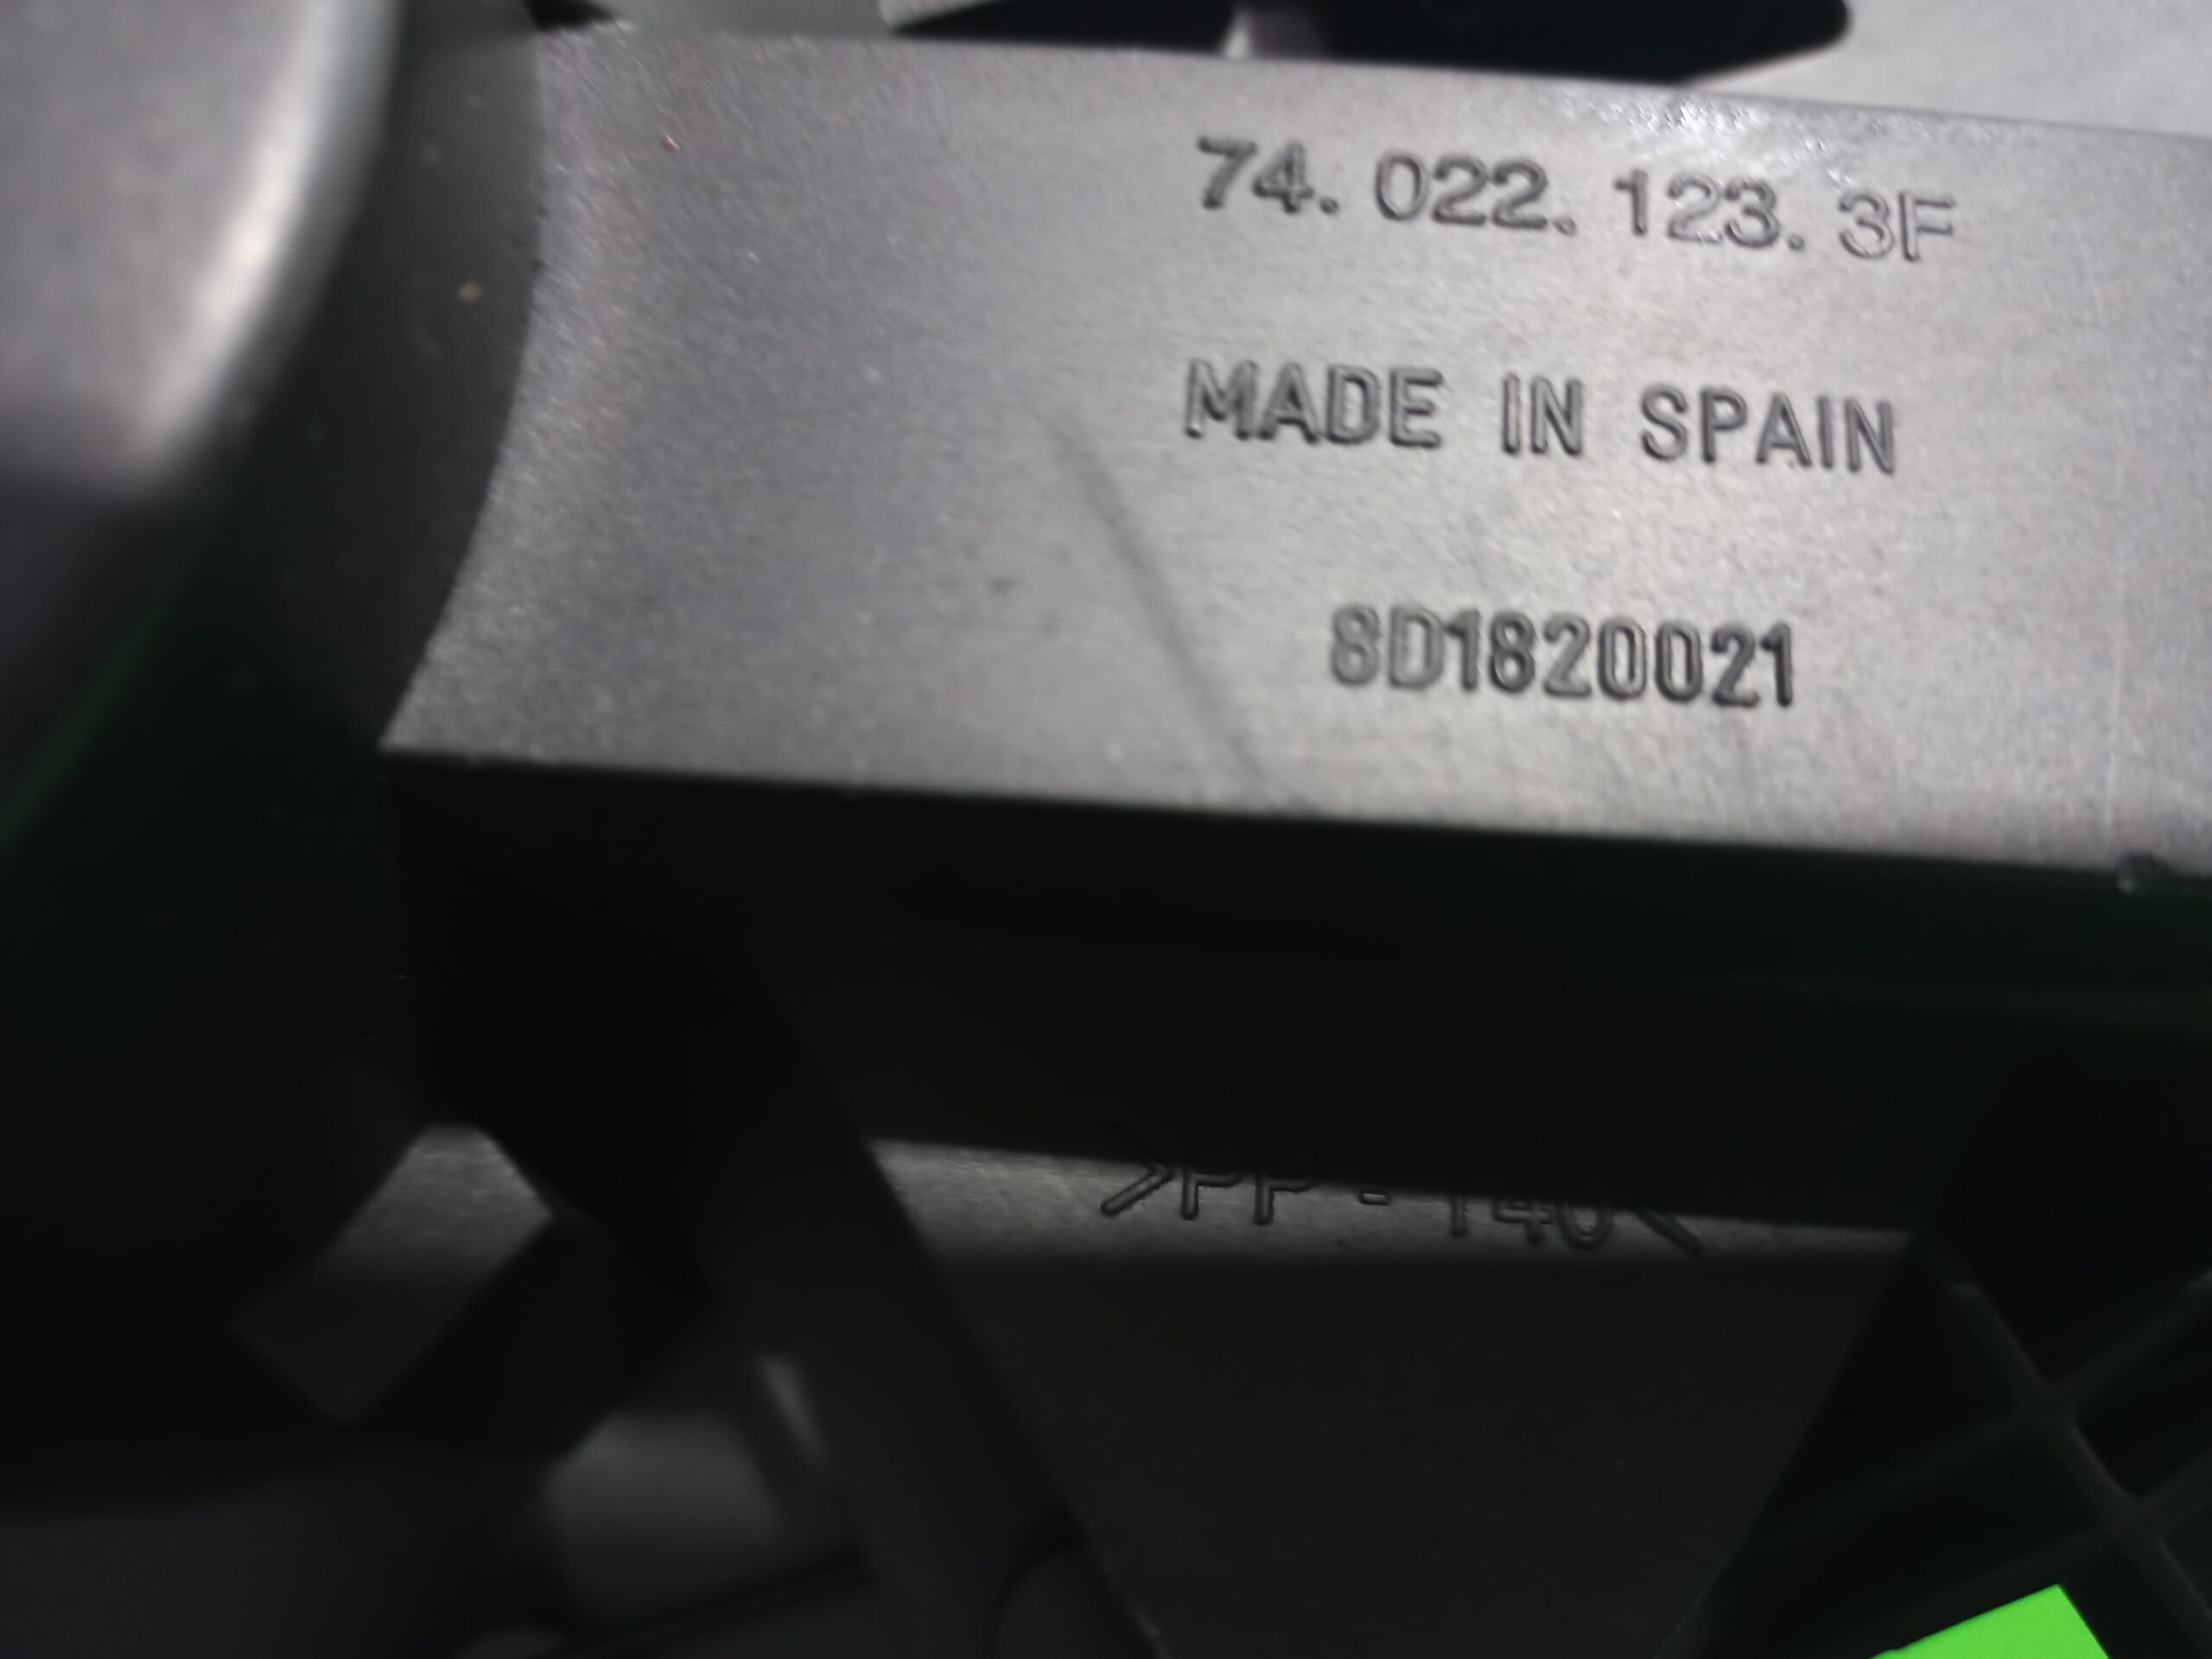 74. 022. 123. 3F
MADE IN SPAIN
8D1820021
>PP - T40<